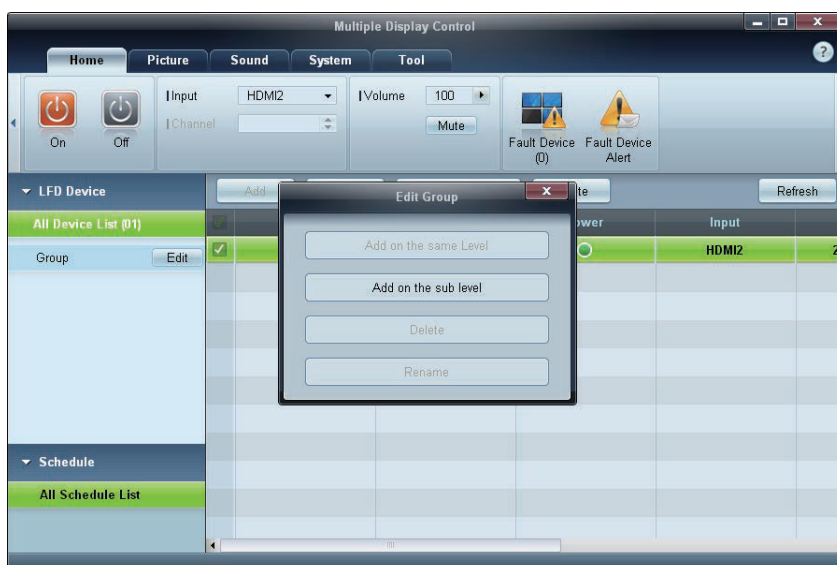 Multiple Display Control
Home Picture Sound System Tool
Input HDMI2 Volume 100
Channel Mute
On Off Fault Device (0) Fault Device Alert
LFD Device Add Edit Group Refresh
All Device List (01) Input
Group Edit HDMI2
Add on the same Level
Add on the sub level
Delete
Rename
Schedule
All Schedule List